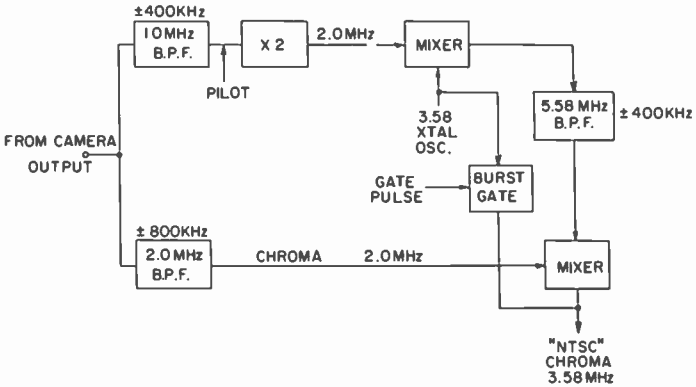 ±400KHz
1.0MHz
B.P.F.
X 2
2.0MHz
MIXER
PILOT
3.58
XTAL
OSC.
5.58 MHz
B.P.F.
±400KHz
FROM CAMERA
OUTPUT
GATE
PULSE
BURST
GATE
±800KHz
2.0MHz
B.P.F.
CHROMA 2.0MHz
MIXER
"NTSC"
CHROMA
3.58MHz